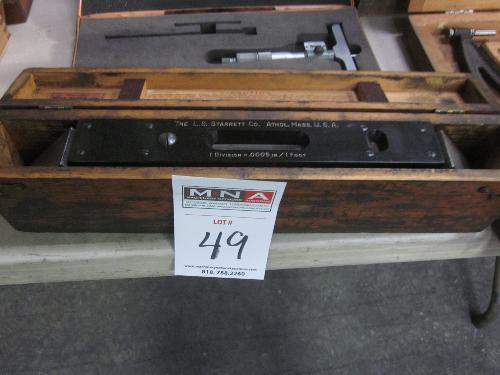 THE L.S. STARRETT CO. ATHOL, MASS, U.S.A.
1 DIVISION = .0005 IN / 1 FOOT
MNA
LOT #
49
818. 768.2260